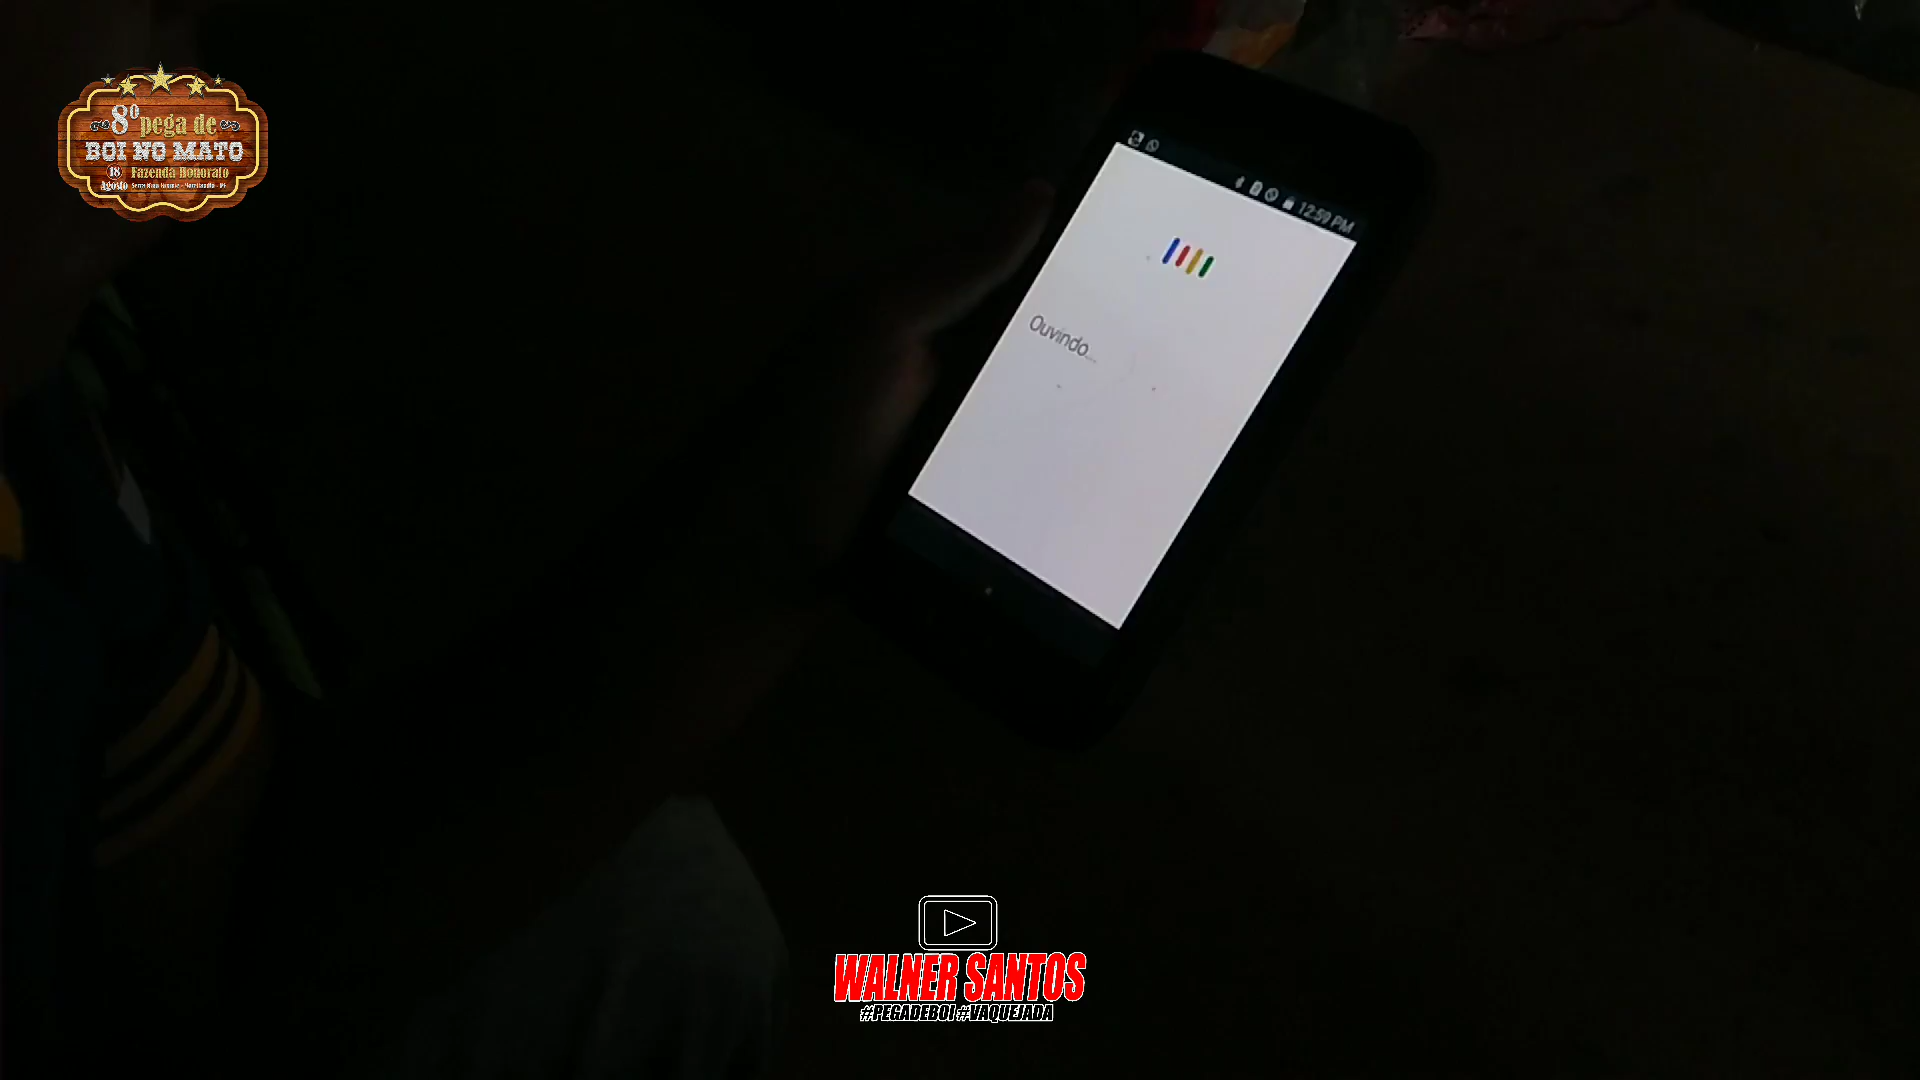 8º pega de
BOI NO MATO
18 Fazenda Honorato
Agosto
12:59 PM
Ouvindo...
WALNER SANTOS
#PEGADEBOI #VAQUEJADA